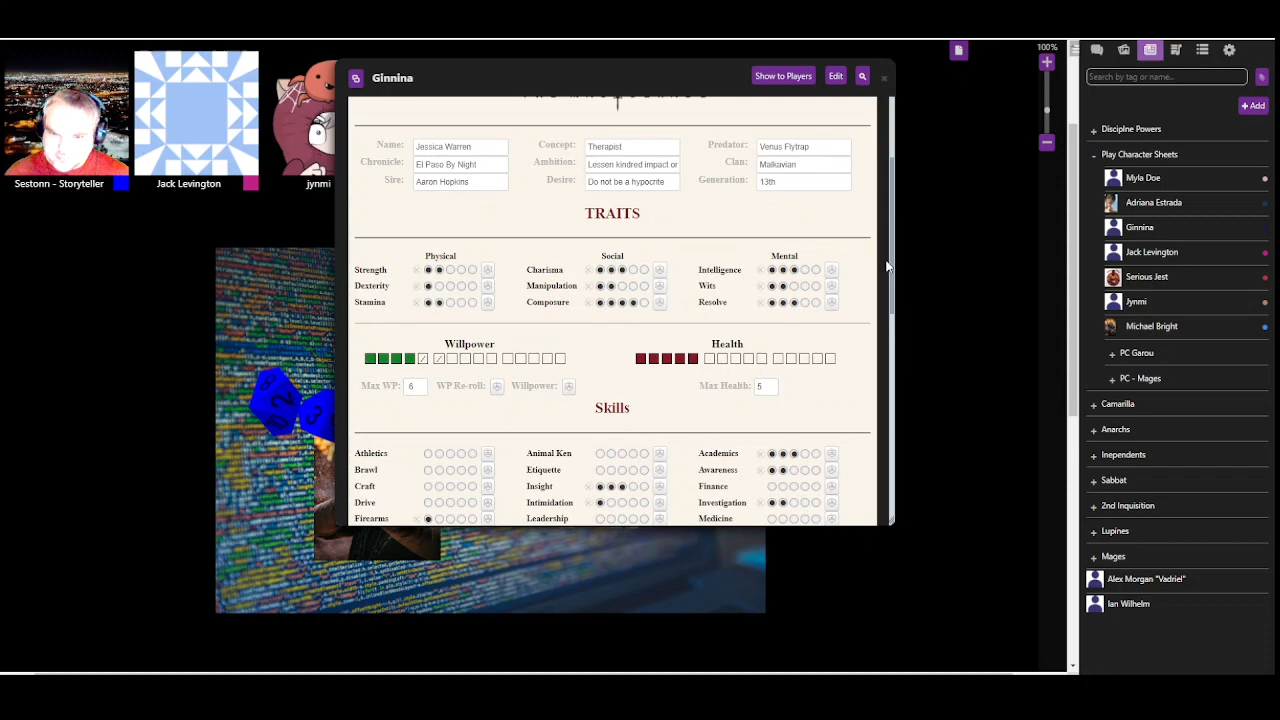 100%
Ginnina
Show to Players
Edit
Search by tag or name...
Add
Name:
Jessica Warren
Concept:
Therapist
Predator:
Venus Flytrap
Chronicle:
El Paso By Night
Ambition:
Lessen kindred impact or
Clan:
Malkavian
Sire:
Aaron Hopkins
Desire:
Do not be a hypocrite
Generation:
13th
TRAITS
Physical
Social
Mental
Strength
Charisma
Intelligence
Dexterity
Manipulation
Wits
Stamina
Composure
Resolve
Willpower
Health
Max WP:
6
WP Re-roll:
Willpower:
Max Health:
5
Skills
Athletics
Animal Ken
Academics
Brawl
Etiquette
Awareness
Craft
Insight
Finance
Drive
Intimidation
Investigation
Firearms
Leadership
Medicine
Sestonn - Storyteller
Jack Levington
jynmi
Discipline Powers
Play Character Sheets
Myla Doe
Adriana Estrada
Ginnina
Jack Levington
Serious Jest
Jynmi
Michael Bright
PC Group
PC - Mages
Camarilla
Anarchs
Inependents
Sabbat
2nd Inquisition
Lupines
Mages
Alex Morgan "Vadriel"
Ian Wilhelm